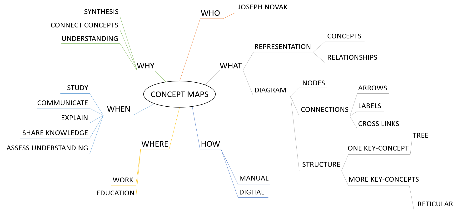 SYNTHESIS
CONNECT CONCEPTS
UNDERSTANDING
WHY
WHO
JOSEPH NOVAK
WHAT
REPRESENTATION
CONCEPTS
RELATIONSHIPS
DIAGRAM
NODES
CONNECTIONS
ARROWS
LABELS
CROSS LINKS
STRUCTURE
ONE KEY-CONCEPT
TREE
MORE KEY-CONCEPTS
RETICULAR
CONCEPT MAPS
WHEN
STUDY
COMMUNICATE
EXPLAIN
SHARE KNOWLEDGE
ASSESS UNDERSTANDING
WHERE
WORK
EDUCATION
HOW
MANUAL
DIGITAL